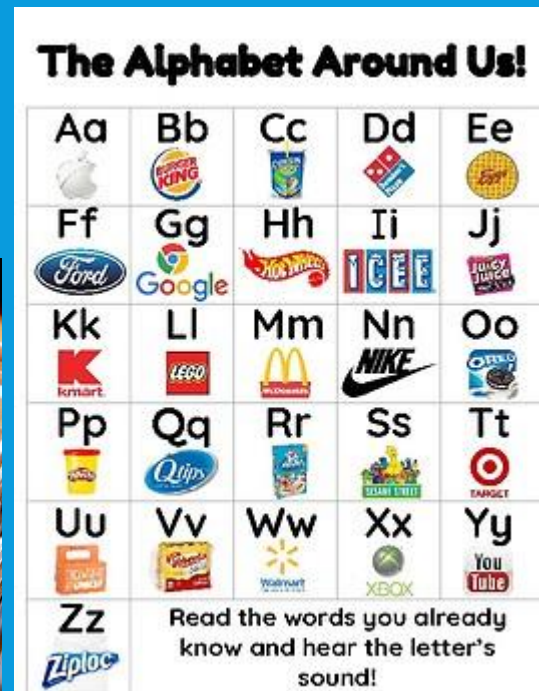 The Alphabet Around Us!
Aa Bb Cc Dd Ee
BURGER KING
Domino's Pizza
Eggo
Ff Gg Hh Ii Jj
Ford
Google
Hot Wheels
ICEE
Juicy Juice
Kk Ll Mm Nn Oo
K
kmart
LEGO
McDonald's
NIKE
OREO
Pp Qq Rr Ss Tt
Q·tips
SESAME STREET
TARGET
Uu Vv Ww Xx Yy
Walmart
XBOX
You
Tube
Zz
Ziploc
Read the words you already
know and hear the letter's
sound!